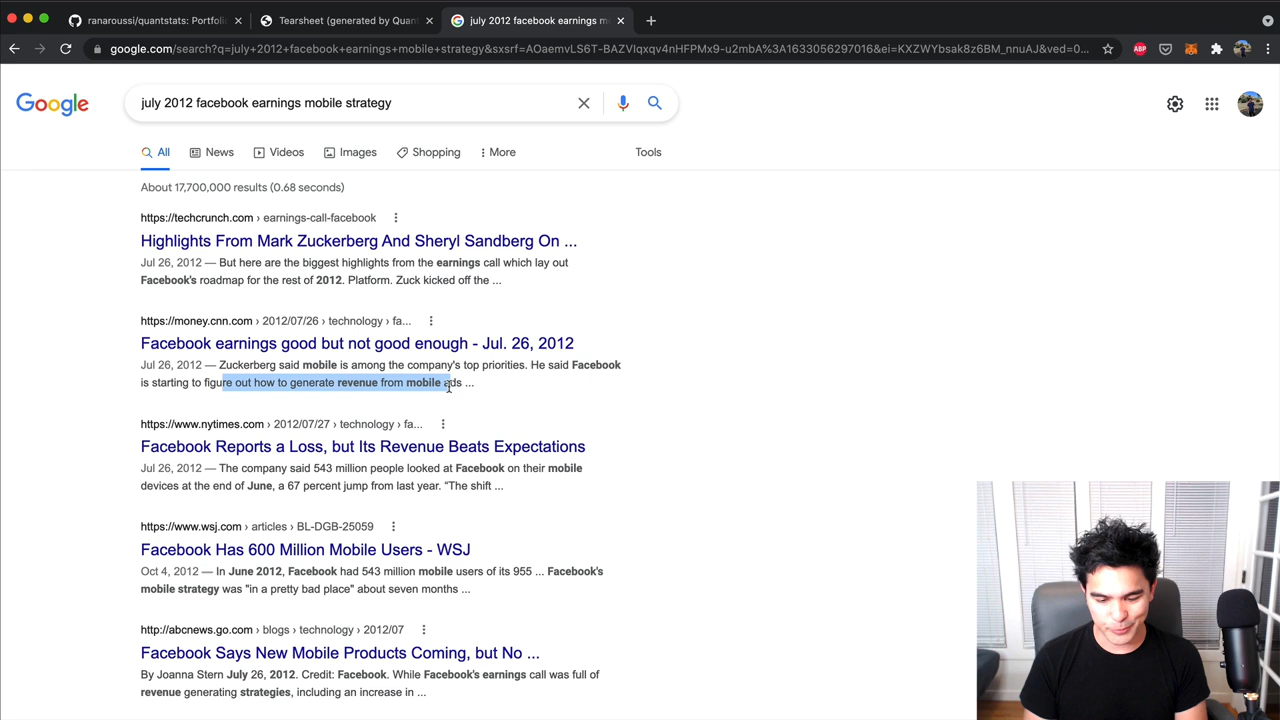 ranaroussi/quantstats: Portfoli
Tearsheet (generated by Quant
july 2012 facebook earnings m
google.com/search?q=july+2012+facebook+earnings+mobile+strategy&sxsrf=AOaemvLS6T-BAZVIqxqv4nHFPMx9-u2mbA%3A1633056297016&ei=KXZWYbsak8z6BM_nnuAJ&ved=0...
ABP
Google
july 2012 facebook earnings mobile strategy
All
News
Videos
Images
Shopping
More
Tools
About 17,700,000 results (0.68 seconds)
https://techcrunch.com › earnings-call-facebook
Highlights From Mark Zuckerberg And Sheryl Sandberg On ...
Jul 26, 2012 — But here are the biggest highlights from the earnings call which lay out
Facebook's roadmap for the rest of 2012. Platform. Zuck kicked off the ...
https://money.cnn.com › 2012/07/26 › technology › fa...
Facebook earnings good but not good enough - Jul. 26, 2012
Jul 26, 2012 — Zuckerberg said mobile is among the company's top priorities. He said Facebook
is starting to figure out how to generate revenue from mobile ads ...
https://www.nytimes.com › 2012/07/27 › technology › fa...
Facebook Reports a Loss, but Its Revenue Beats Expectations
Jul 26, 2012 — The company said 543 million people looked at Facebook on their mobile
devices at the end of June, a 67 percent jump from last year. "The shift ...
https://www.wsj.com › articles › BL-DGB-25059
Facebook Has 600 Million Mobile Users - WSJ
Oct 4, 2012 — In June 2012, Facebook had 543 million mobile users of its 955 ... Facebook's
mobile strategy was "in a pretty bad place" about seven months ...
http://abcnews.go.com › blogs › technology › 2012/07
Facebook Says New Mobile Products Coming, but No ...
By Joanna Stern July 26, 2012. Credit: Facebook. While Facebook's earnings call was full of
revenue generating strategies, including an increase in ...